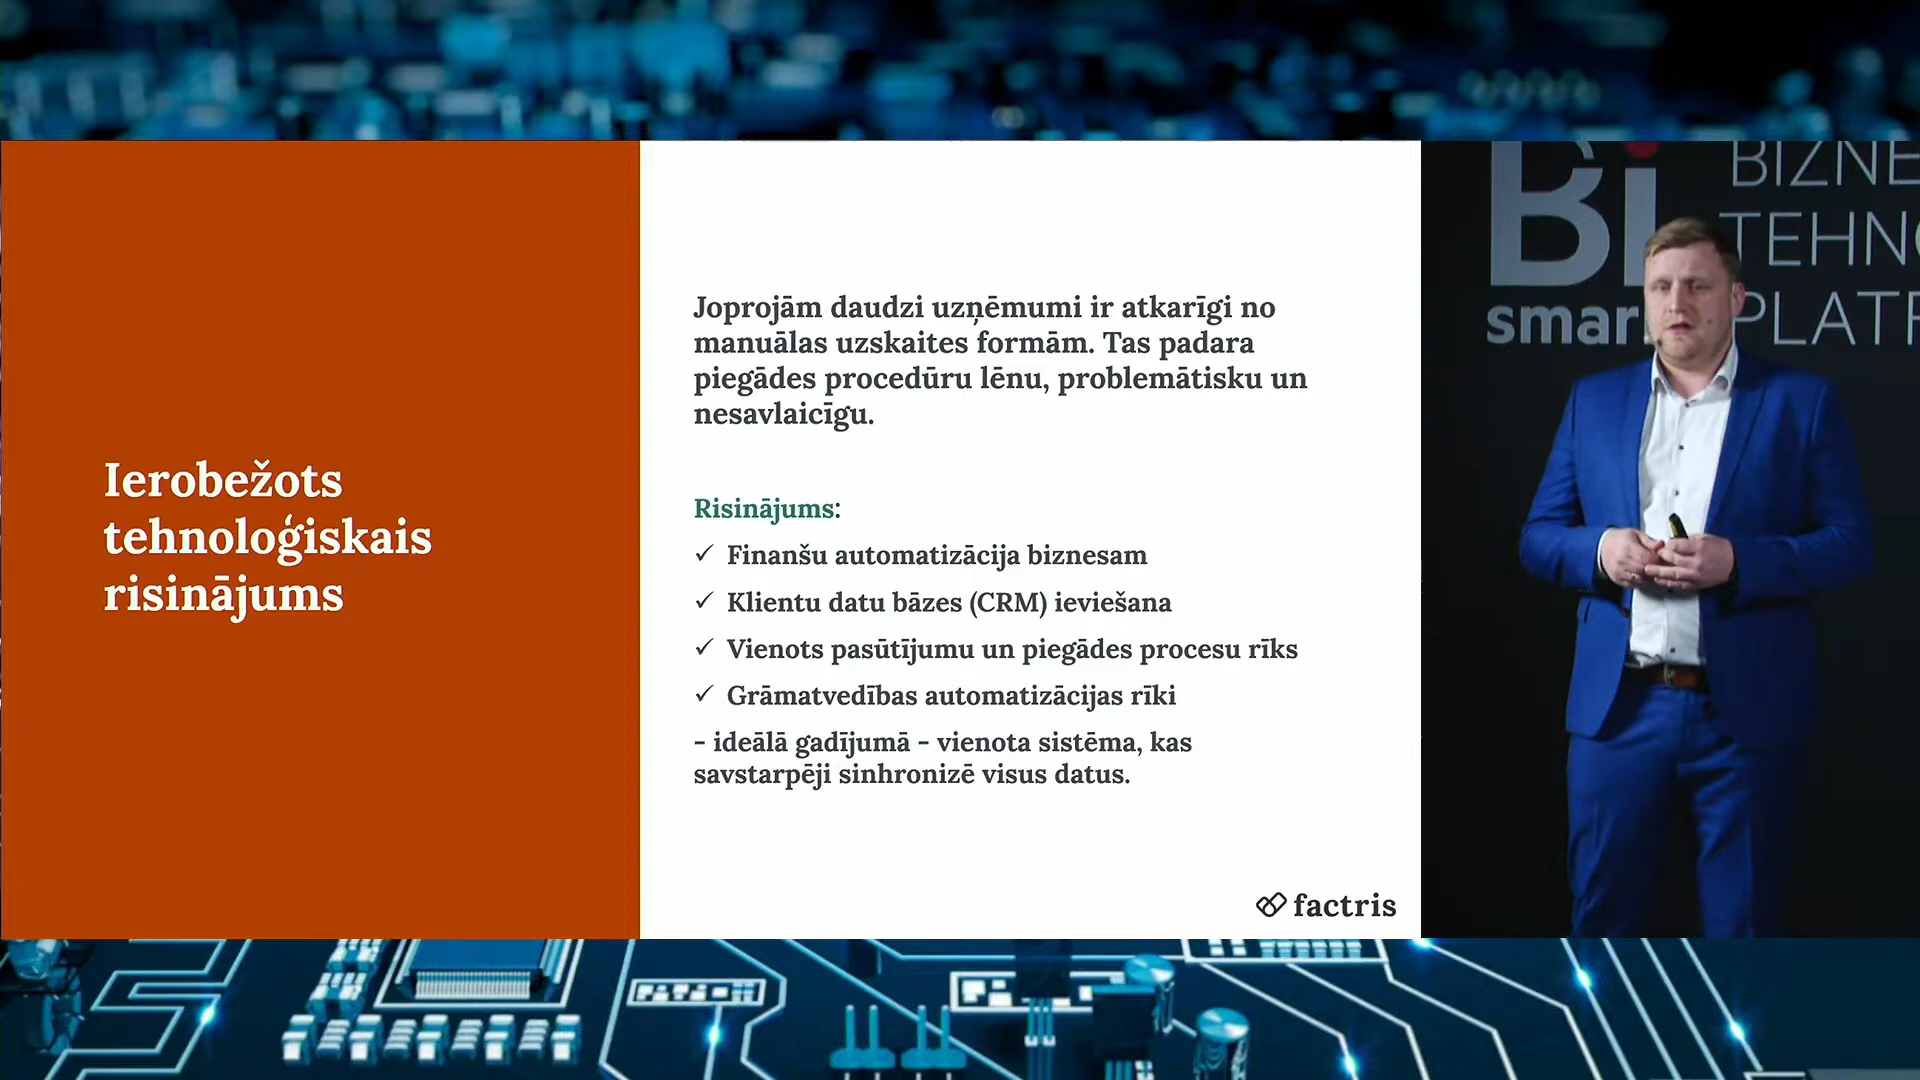 Ierobežots
tehnoloģiskais
risinājums
Joprojām daudzi uzņēmumi ir atkarīgi no
manuālas uzskaites formām. Tas padara
piegādes procedūru lēnu, problemātisku un
nesavlaicīgu.
Risinājums:
✓ Finanšu automatizācija biznesam
✓ Klientu datu bāzes (CRM) ieviešana
✓ Vienots pasūtījumu un piegādes procesu rīks
✓ Grāmatvedības automatizācijas rīki
- ideālā gadījumā - vienota sistēma, kas
savstarpēji sinhronizē visus datus.
factris
Bi
smar
BIZNE
TEHN
PLAT